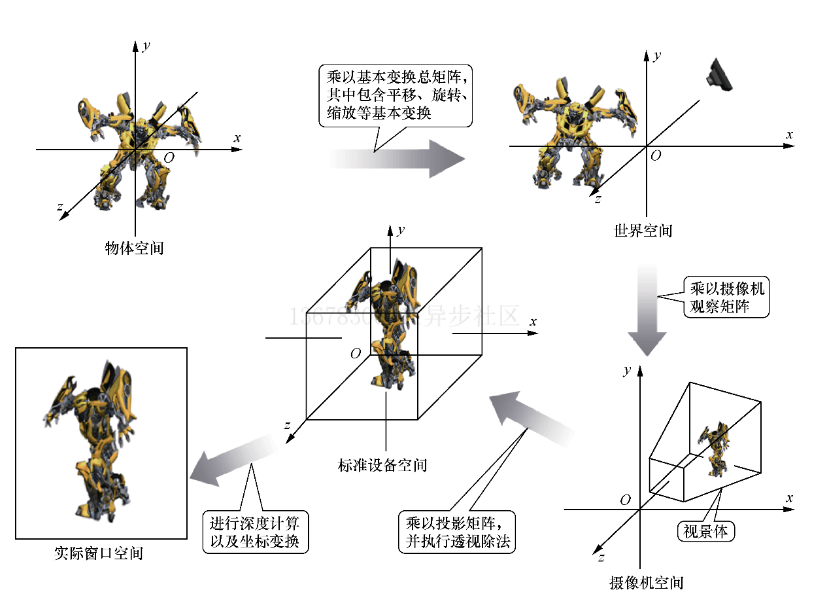 y
x
O
z
物体空间
乘以基本变换总矩阵，
其中包含平移、旋转、
缩放等基本变换
y
x
O
z
世界空间
乘以摄像机
观察矩阵
y
x
O
z
视景体
摄像机空间
乘以投影矩阵，
并执行透视除法
y
x
O
z
标准设备空间
进行深度计算
以及坐标变换
实际窗口空间
异步社区